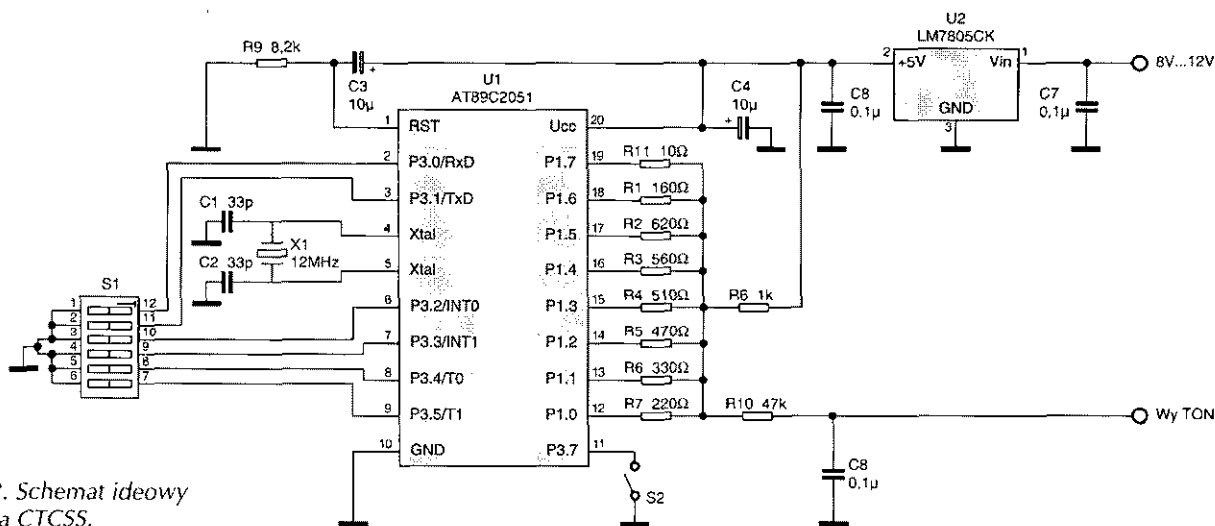 U2
LM7805CK
R9 8,2k
2
+5V
Vin
1
8V...12V
GND
3
C3
10µ
+
U1
AT89C2051
C4
10µ
+
C8
0.1µ
C7
0,1µ
1
RST
Ucc
20
2
P3.0/RxD
P1.7
19
R11 10Ω
3
P3.1/TxD
P1.6
18
R1 160Ω
C1 33p
4
Xtal
P1.5
17
R2 620Ω
X1
12MHz
C2 33p
5
Xtal
P1.4
16
R3 560Ω
S1
6
P3.2/INT0
P1.3
15
R4 510Ω
R6 1k
7
P3.3/INT1
P1.2
14
R5 470Ω
8
P3.4/T0
P1.1
13
R6 330Ω
9
P3.5/T1
P1.0
12
R7 220Ω
R10 47k
Wy TON
10
GND
P3.7
11
S2
C8
0,1µ
1
12
2
11
3
10
4
9
5
8
6
7
. Schemat ideowy
a CTCSS.